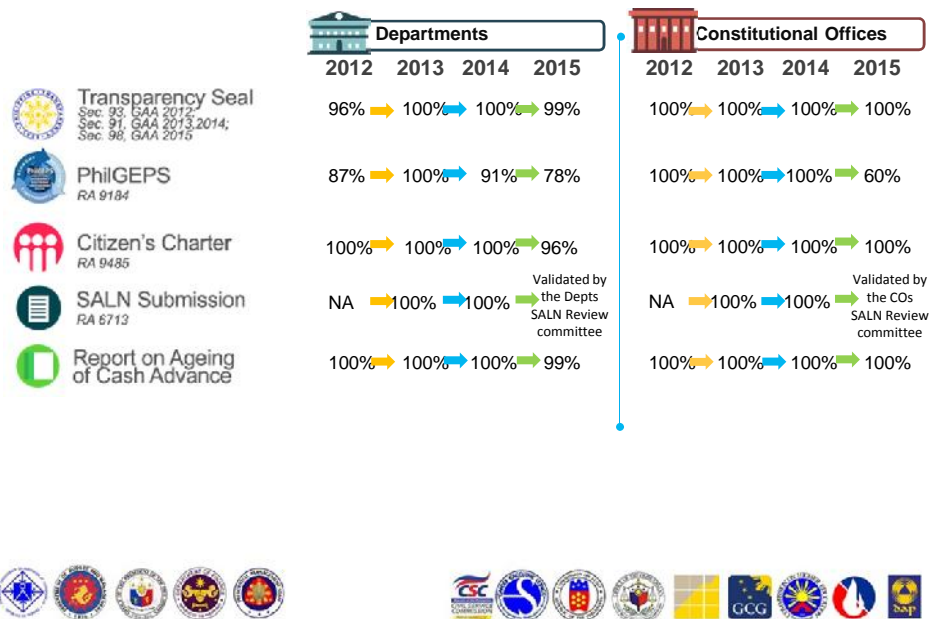 Departments
Constitutional Offices
2012 2013 2014 2015
2012 2013 2014 2015
Transparency Seal
Sec. 93, GAA 2012;
Sec. 91, GAA 2013,2014;
Sec. 98, GAA 2015
96% 100% 100% 99%
100% 100% 100% 100%
PhilGEPS
RA 9184
87% 100% 91% 78%
100% 100% 100% 60%
Citizen's Charter
RA 9485
100% 100% 100% 96%
100% 100% 100% 100%
SALN Submission
RA 6713
NA 100% 100%
Validated by
the Depts
SALN Review
committee
NA 100% 100%
Validated by
the COs
SALN Review
committee
Report on Ageing
of Cash Advance
100% 100% 100% 99%
100% 100% 100% 100%
CSC
CIVIL SERVICE
COMMISSION
GCG
dap